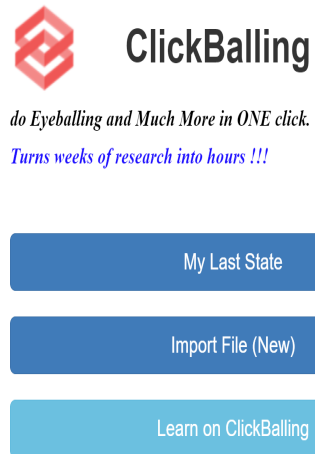 ClickBalling
do Eyeballing and Much More in ONE click.
Turns weeks of research into hours !!!
My Last State
Import File (New)
Learn on ClickBalling